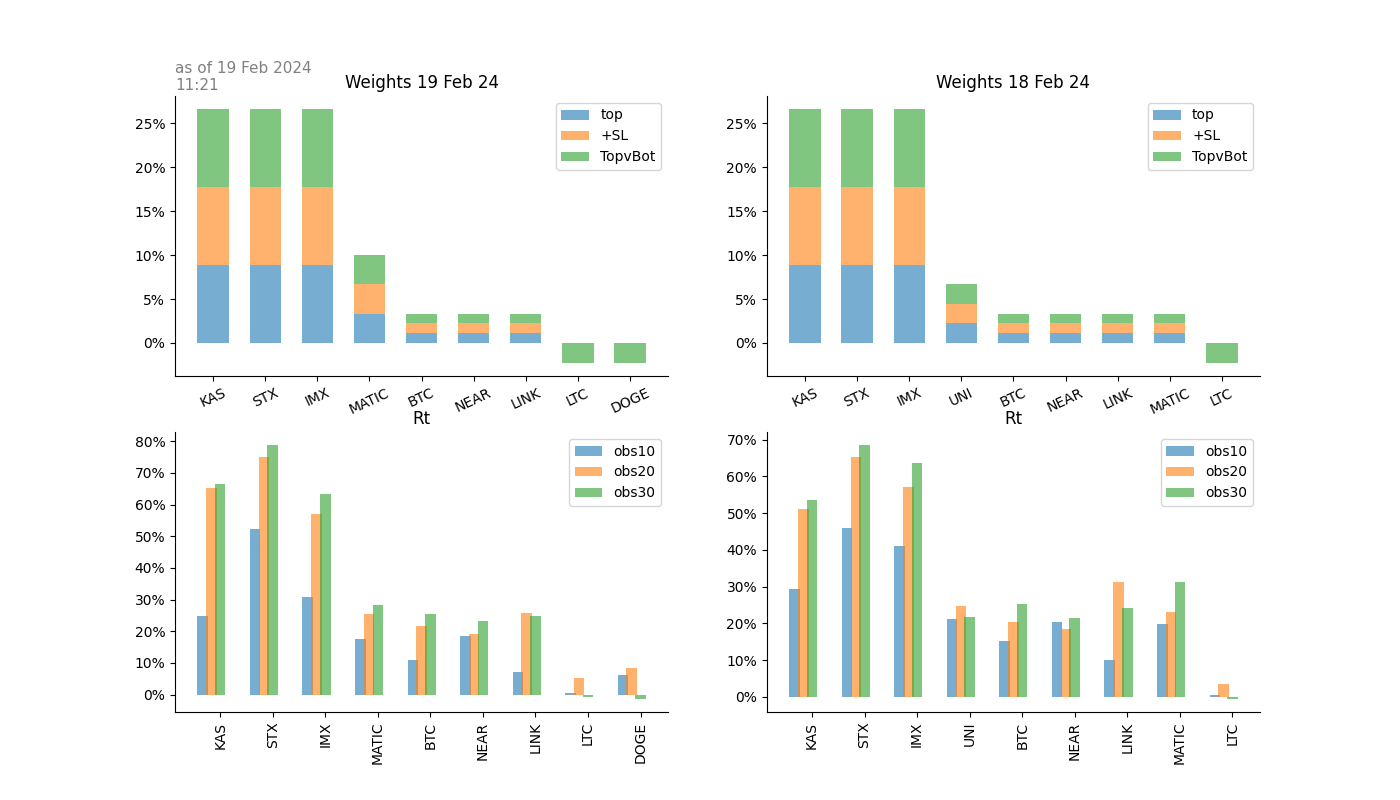 as of 19 Feb 2024
11:21
Weights 19 Feb 24
25%
20%
15%
10%
5%
0%
top
+SL
TopvBot
KAS
STX
IMX
MATIC
BTC
NEAR
LINK
LTC
DOGE
Weights 18 Feb 24
25%
20%
15%
10%
5%
0%
top
+SL
TopvBot
KAS
STX
IMX
UNI
BTC
NEAR
LINK
MATIC
LTC
Rt
80%
70%
60%
50%
40%
30%
20%
10%
0%
obs10
obs20
obs30
KAS
STX
IMX
MATIC
BTC
NEAR
LINK
LTC
DOGE
Rt
70%
60%
50%
40%
30%
20%
10%
0%
obs10
obs20
obs30
KAS
STX
IMX
UNI
BTC
NEAR
LINK
MATIC
LTC